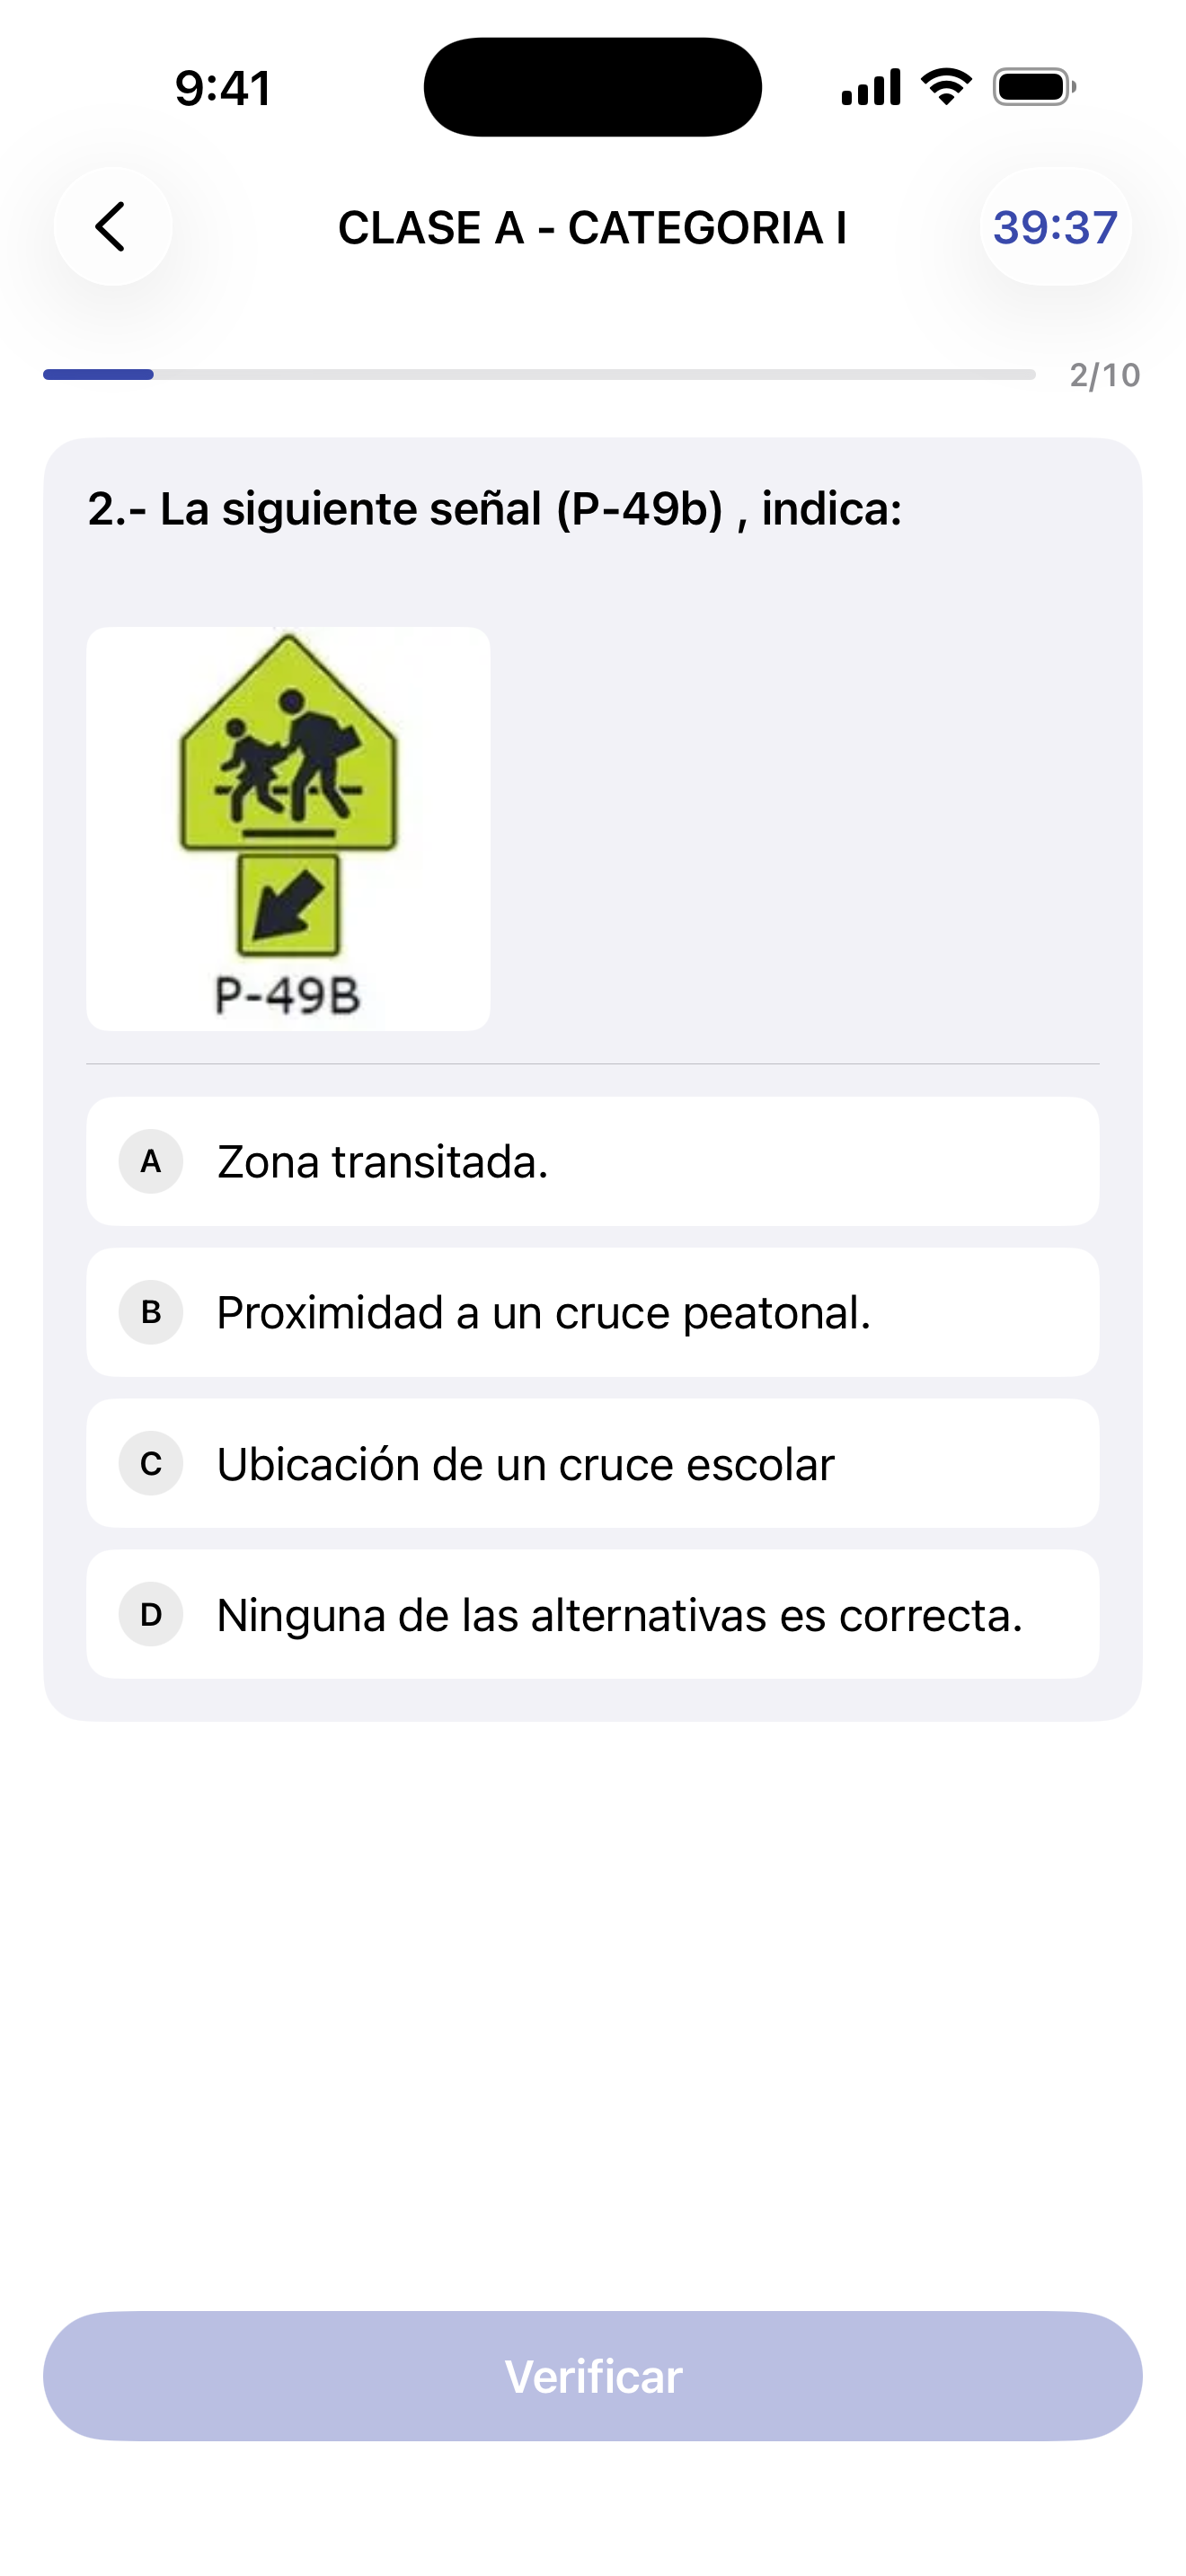 9:41
CLASE A - CATEGORIA I
39:37
2/10
2.- La siguiente señal (P-49b) , indica:
P-49B
A Zona transitada.
B Proximidad a un cruce peatonal.
C Ubicación de un cruce escolar
D Ninguna de las alternativas es correcta.
Verificar